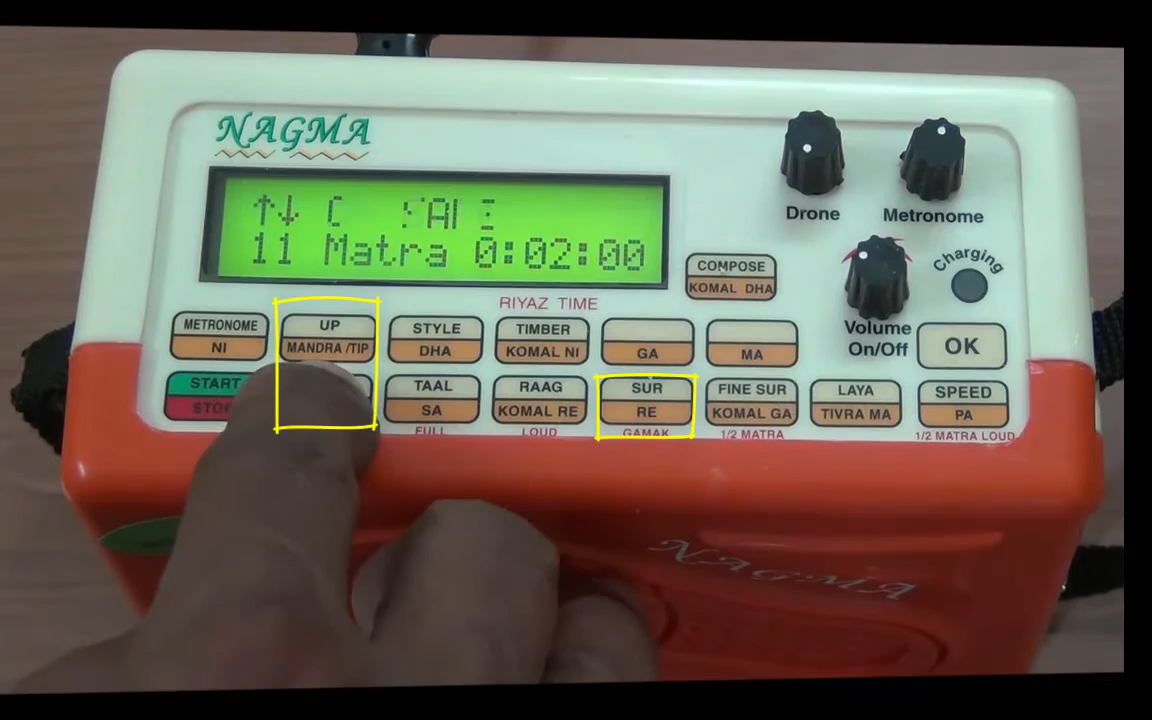 NAGMA
Drone
Metronome
↑↓ C
11 Matra 0:02:00
COMPOSE
KOMAL DHA
Charging
RIYAZ TIME
Volume
On/Off
METRONOME
NI
UP
MANDRA /TIP
STYLE
DHA
TIMBER
KOMAL NI
GA
MA
OK
START
TAAL
SA
RAAG
KOMAL RE
SUR
RE
FINE SUR
KOMAL GA
LAYA
TIVRA MA
SPEED
PA
FULL
LOUD
GAMAK
1/2 MATRA
1/2 MATRA LOUD
NAGMA